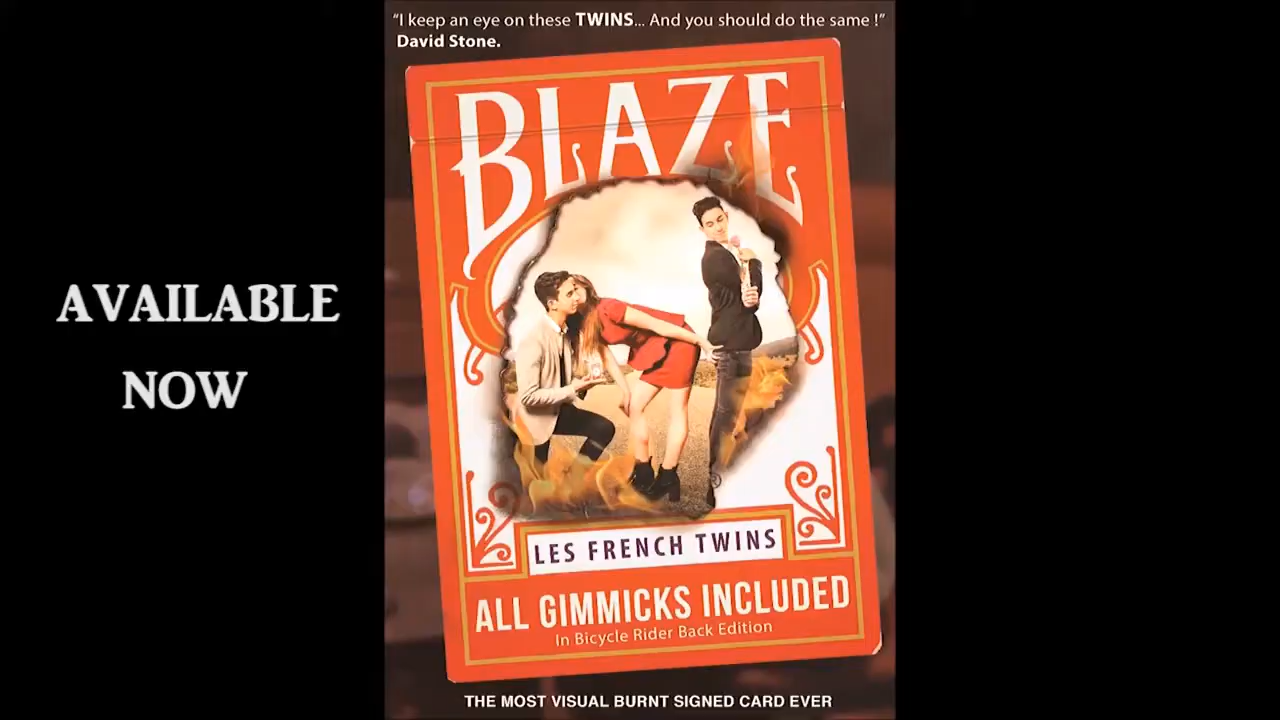 "I keep an eye on these TWINS... And you should do the same !"
David Stone.
BLAZE
AVAILABLE
NOW
LES FRENCH TWINS
ALL GIMMICKS INCLUDED
In Bicycle Rider Back Edition
THE MOST VISUAL BURNT SIGNED CARD EVER